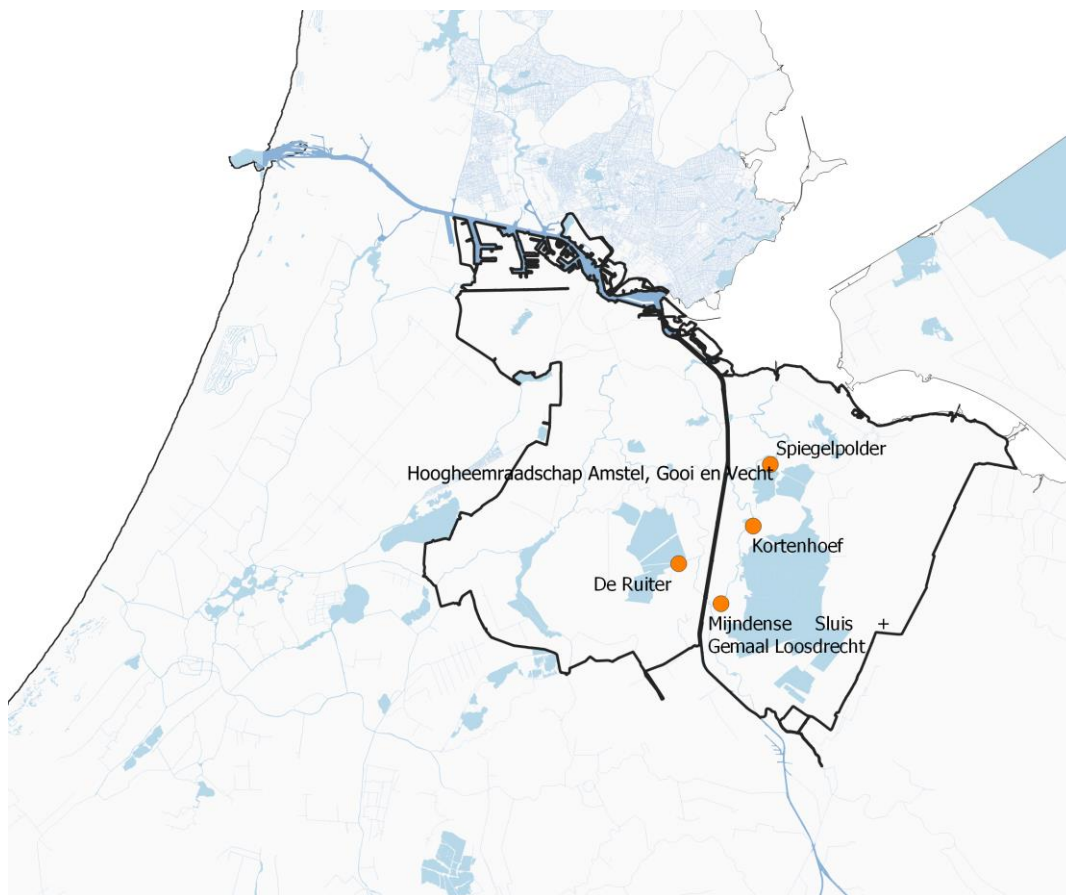 Spiegelpolder
Hoogheemraadschap Amstel, Gooi en Vecht
Kortenhoef
De Ruiter
Mijndense Sluis +
Gemaal Loosdrecht